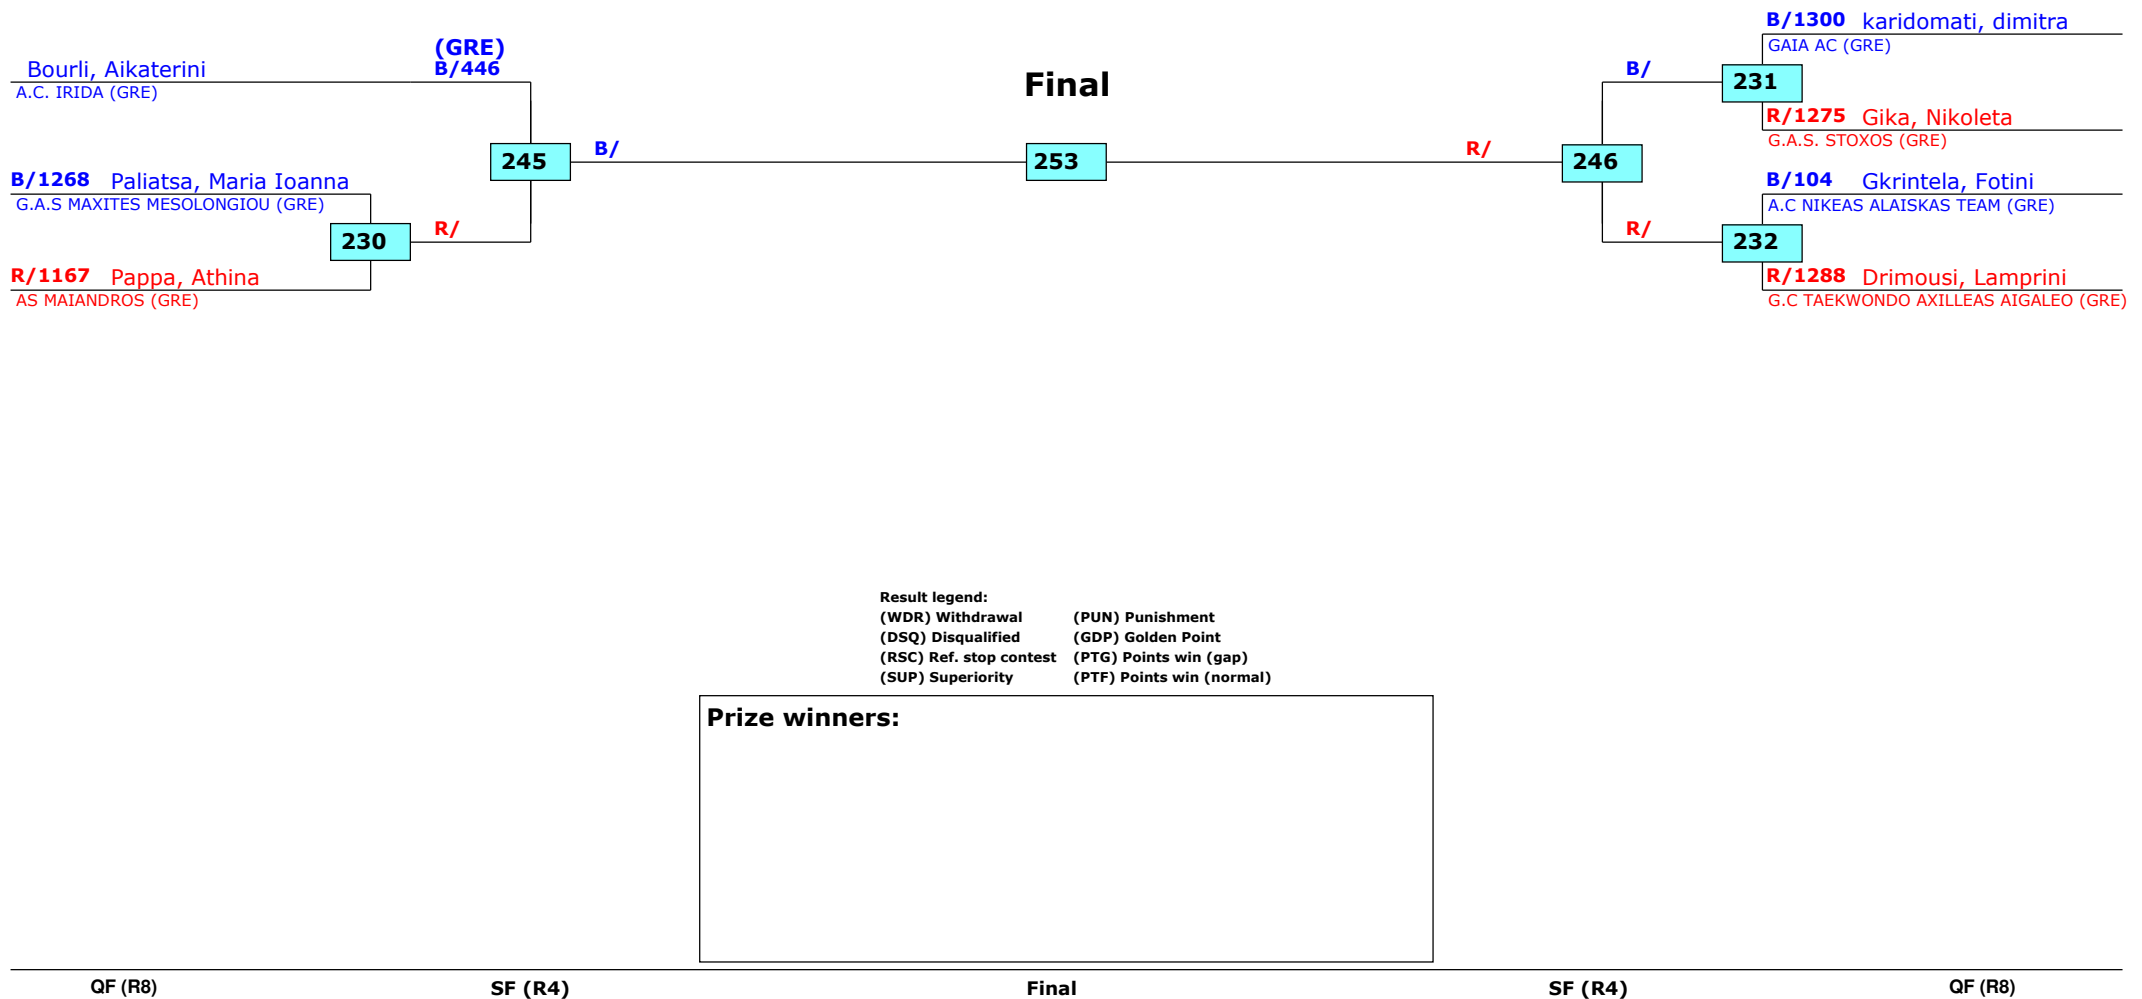 (GRE)
Bourli, Aikaterini B/446
A.C. IRIDA (GRE)
245 B/
B/1268 Paliatsa, Maria Ioanna
G.A.S MAXITES MESOLONGIOU (GRE)
230 R/
R/1167 Pappa, Athina
AS MAIANDROS (GRE)
Final
253
B/1300 karidomati, dimitra
GAIA AC (GRE)
B/ 231
R/1275 Gika, Nikoleta
G.A.S. STOXOS (GRE)
R/ 246
B/104 Gkrintela, Fotini
A.C NIKEAS ALAISKAS TEAM (GRE)
R/ 232
R/1288 Drimousi, Lamprini
G.C TAEKWONDO AXILLEAS AIGALEO (GRE)
Result legend:
(WDR) Withdrawal (PUN) Punishment
(DSQ) Disqualified (GDP) Golden Point
(RSC) Ref. stop contest (PTG) Points win (gap)
(SUP) Superiority (PTF) Points win (normal)
Prize winners:
QF (R8) SF (R4) Final SF (R4) QF (R8)